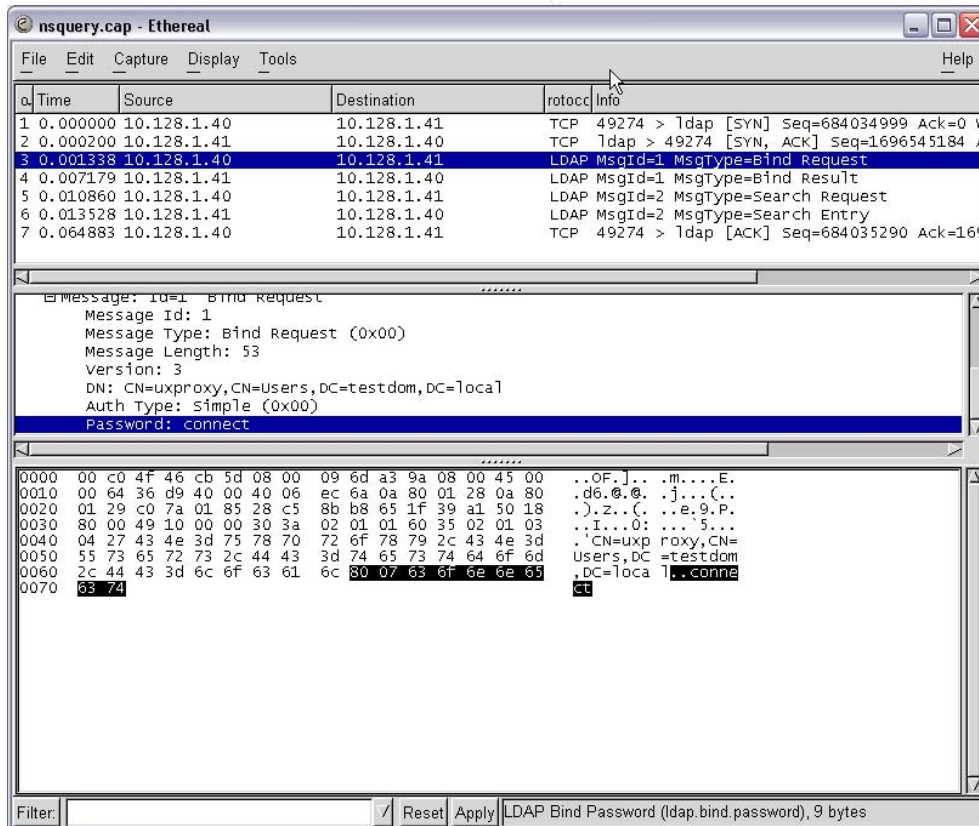 nsquery.cap - Ethereal
File Edit Capture Display Tools Help
Time Source Destination rotocc Info
1 0.000000 10.128.1.40 10.128.1.41 TCP 49274 > ldap [SYN] Seq=684034999 Ack=0
2 0.000200 10.128.1.41 10.128.1.40 TCP ldap > 49274 [SYN, ACK] Seq=1696545184
3 0.001338 10.128.1.40 10.128.1.41 LDAP MsgId=1 MsgType=Bind Request
4 0.007179 10.128.1.41 10.128.1.40 LDAP MsgId=1 MsgType=Bind Result
5 0.010860 10.128.1.40 10.128.1.41 LDAP MsgId=2 MsgType=Search Request
6 0.013528 10.128.1.41 10.128.1.40 LDAP MsgId=2 MsgType=Search Entry
7 0.064883 10.128.1.40 10.128.1.41 TCP 49274 > ldap [ACK] Seq=684035290 Ack=169
Message: Id=1 Bind Request
Message Id: 1
Message Type: Bind Request (0x00)
Message Length: 53
Version: 3
DN: CN=uxproxy,CN=Users,DC=testdom,DC=local
Auth Type: Simple (0x00)
Password: connect
0000 00 c0 4f 46 cb 5d 08 00 09 6d a3 9a 08 00 45 00 ..OF.].. .m....E.
0010 00 64 36 d9 40 00 40 06 ec 6a 0a 80 01 28 0a 80 .d6.@.@. .j...(..
0020 01 29 c0 7a 01 85 28 c5 8b b8 65 1f 39 a1 50 18 .).z..(. ..e.9.P.
0030 80 00 49 10 00 00 30 3a 02 01 01 60 35 02 01 03 ..I...0: ...`5...
0040 04 27 43 4e 3d 75 78 70 72 6f 78 79 2c 43 4e 3d .'CN=uxp roxy,CN=
0050 55 73 65 72 73 2c 44 43 3d 74 65 73 74 64 6f 6d Users,DC =testdom
0060 2c 44 43 3d 6c 6f 63 61 6c 80 07 63 6f 6e 6e 65 ,DC=loca l..conne
0070 63 74 ct
Filter: Reset Apply LDAP Bind Password (ldap.bind.password), 9 bytes